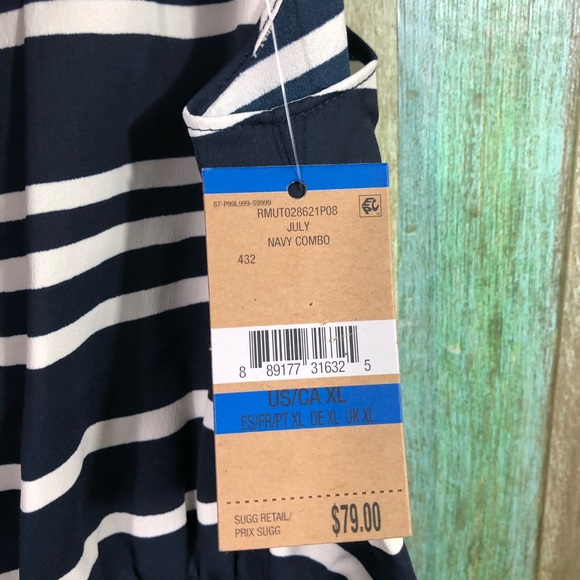 87-P99L999-S9999
RMUT028621P08
JULY
NAVY COMBO
432
8 89177 31632 5
US/CA XL
ES/FR/PT XL DE XL UK XL
SUGG RETAIL/
PRIX SUGG
$79.00